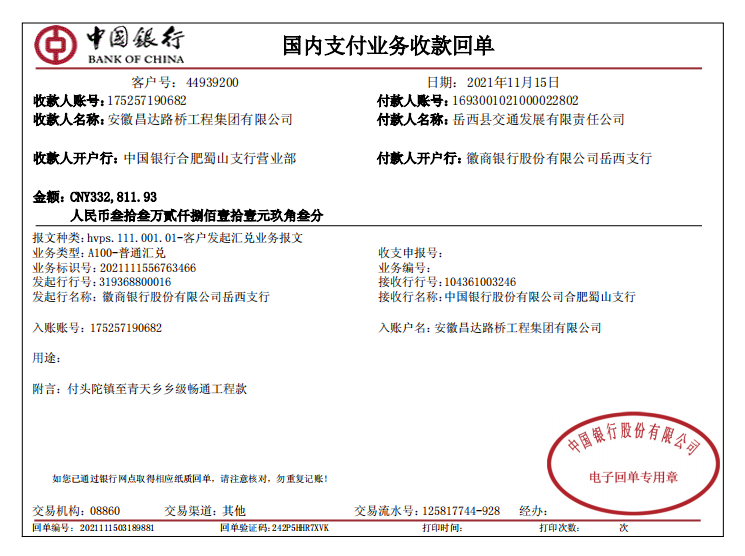 中国银行
BANK OF CHINA
国内支付业务收款回单
客户号：44939200 日期：2021年11月15日
收款人账号：175257190682 付款人账号：1693001021000022802
收款人名称：安徽昌达路桥工程集团有限公司 付款人名称：岳西县交通发展有限责任公司
收款人开户行：中国银行合肥蜀山支行营业部 付款人开户行：徽商银行股份有限公司岳西支行
金额：CNY332,811.93
人民币叁拾叁万贰仟捌佰壹拾壹元玖角叁分
报文种类：hvps.111.001.01-客户发起汇兑业务报文
业务类型：A100-普通汇兑 收支申报号：
业务标识号：2021111556763466 业务编号：
发起行行号：319368800016 接收行行号：104361003246
发起行名称：徽商银行股份有限公司岳西支行 接收行名称：中国银行股份有限公司合肥蜀山支行
入账账号：175257190682 入账户名：安徽昌达路桥工程集团有限公司
用途：
附言：付头陀镇至青天乡乡级畅通工程款
中国银行股份有限公司
电子回单专用章
如您已通过银行网点取得相应纸质回单，请注意核对，勿重复记账！
交易机构：08860 交易渠道：其他 交易流水号：125817744-928 经办：
回单编号：2021111503189881 回单验证码：242P5HHR7XVK 打印时间： 打印次数： 次